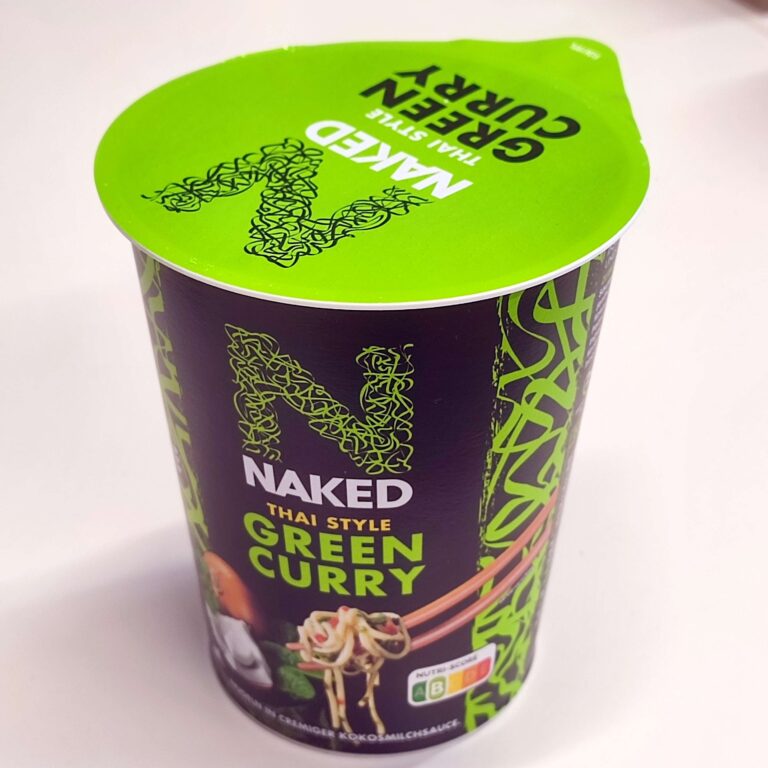 NAKED
THAI STYLE
GREEN
CURRY
N
NAKED
THAI STYLE
GREEN
CURRY
NUTRI-SCORE
A B
IN CREMIGER KOKOSMILCHSAUCE.